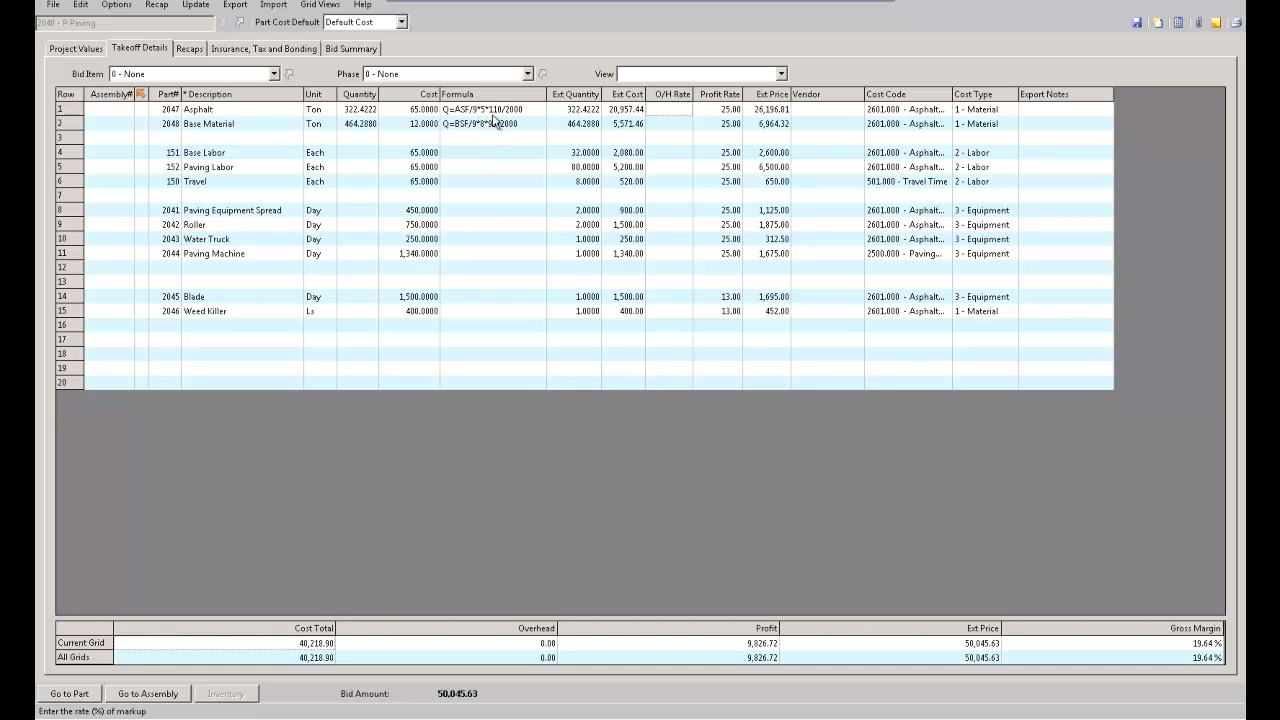 File Edit Options Recap Update Export Import Grid Views Help
2040 - P Paving Part Cost Default Default Cost
Project Values Takeoff Details Recaps Insurance, Tax and Bonding Bid Summary
Bid Item 0 - None Phase 0 - None View
Row Assembly# Part# * Description Unit Quantity Cost Formula Ext Quantity Ext Cost O/H Rate Profit Rate Ext Price Vendor Cost Code Cost Type Export Notes
1 2047 Asphalt Ton 322.4222 65.0000 Q=ASF/9*5*110/2000 322.4222 20,957.44 25.00 26,196.81 2601.000 - Asphalt... 1 - Material
2 2048 Base Material Ton 464.2880 12.0000 464.2880 5,571.46 25.00 6,964.32 2601.000 - Asphalt... 1 - Material
3
4 151 Base Labor Each 65.0000 32.0000 2,080.00 25.00 2,600.00 2601.000 - Asphalt... 2 - Labor
5 152 Paving Labor Each 65.0000 80.0000 5,200.00 25.00 6,500.00 2601.000 - Asphalt... 2 - Labor
6 150 Travel Each 65.0000 8.0000 520.00 25.00 650.00 501.000 - Travel Time 2 - Labor
7
8 2041 Paving Equipment Spread Day 450.0000 2.0000 900.00 25.00 1,125.00 2601.000 - Asphalt... 3 - Equipment
9 2042 Roller Day 750.0000 2.0000 1,500.00 25.00 1,875.00 2601.000 - Asphalt... 3 - Equipment
10 2043 Water Truck Day 250.0000 1.0000 250.00 25.00 312.50 2601.000 - Asphalt... 3 - Equipment
11 2044 Paving Machine Day 1,340.0000 1.0000 1,340.00 25.00 1,675.00 2500.000 - Paving... 3 - Equipment
12
13
14 2045 Blade Day 1,500.0000 1.0000 1,500.00 13.00 1,695.00 2601.000 - Asphalt... 3 - Equipment
15 2046 Weed Killer Ls 400.0000 1.0000 400.00 13.00 452.00 2601.000 - Asphalt... 1 - Material
16
17
18
19
20
Cost Total Overhead Profit Ext Price Gross Margin
Current Grid 40,218.90 0.00 9,826.72 50,045.63 19.64 %
All Grids 40,218.90 0.00 9,826.72 50,045.63 19.64 %
Go to Part Go to Assembly Inventory Bid Amount: 50,045.63
Enter the rate (%) of markup